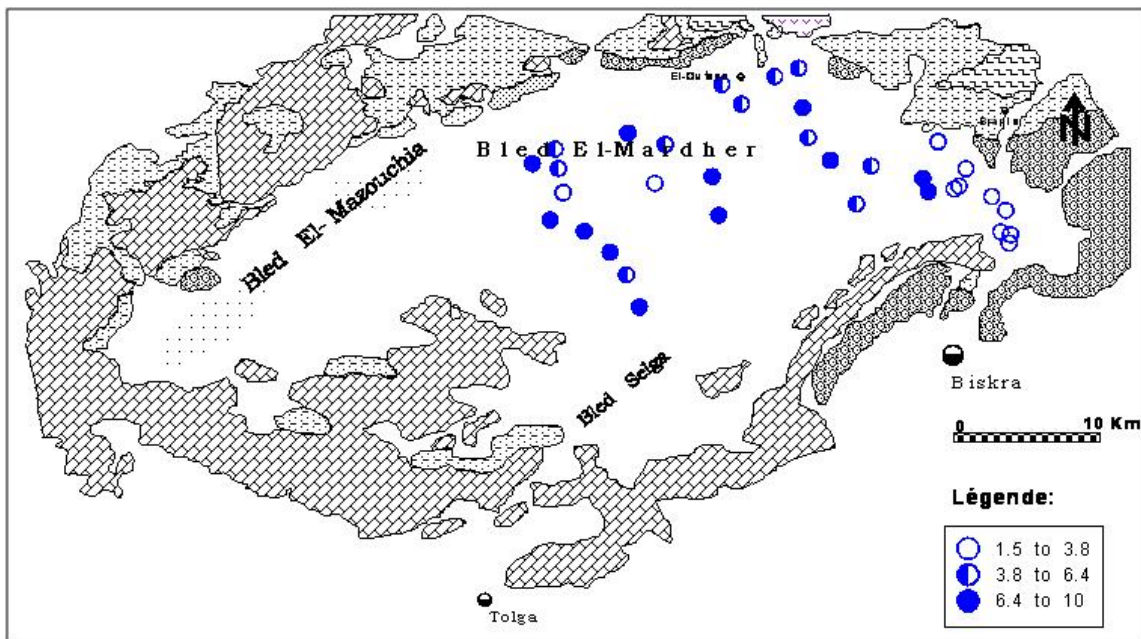 Bled El-Mardher
Bled El-Mazouchia
Bled Selga
Biskra
0 10 Km
Légende:
1.5 to 3.8
3.8 to 6.4
6.4 to 10
Tolga
N